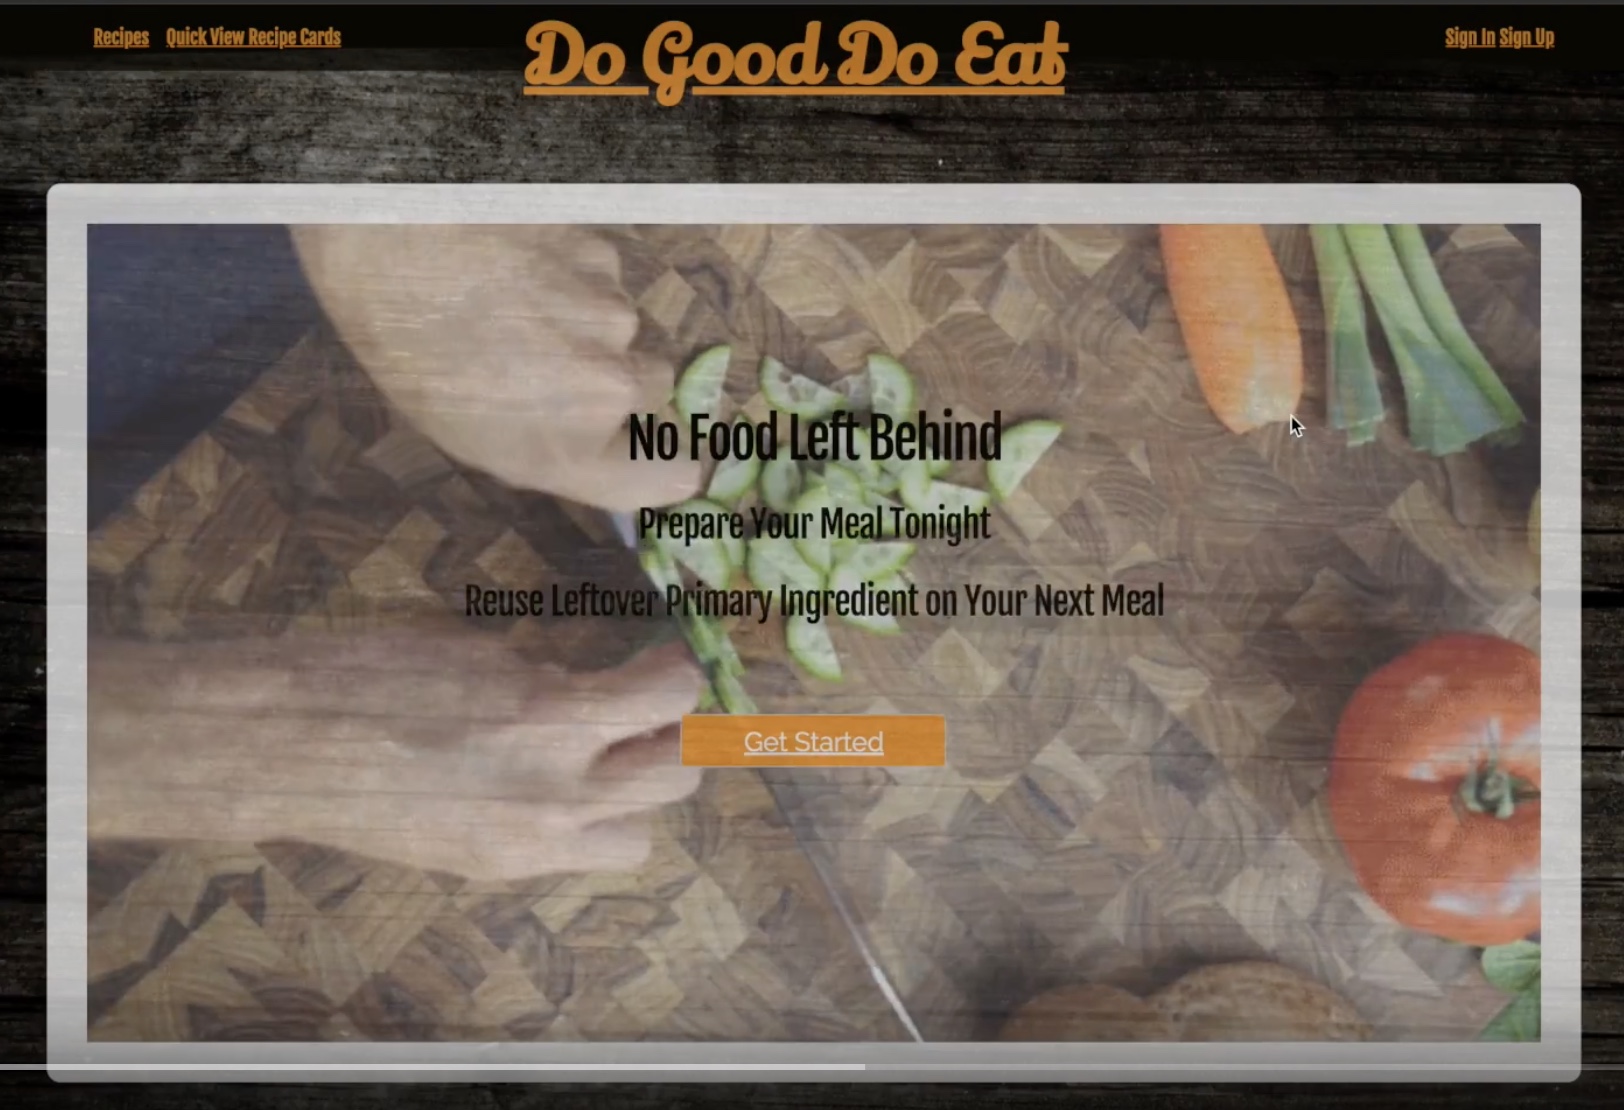 Recipes Quick View Recipe Cards Do Good Do Eat Sign In Sign Up
No Food Left Behind
Prepare Your Meal Tonight
Reuse Leftover Primary Ingredient on Your Next Meal
Get Started